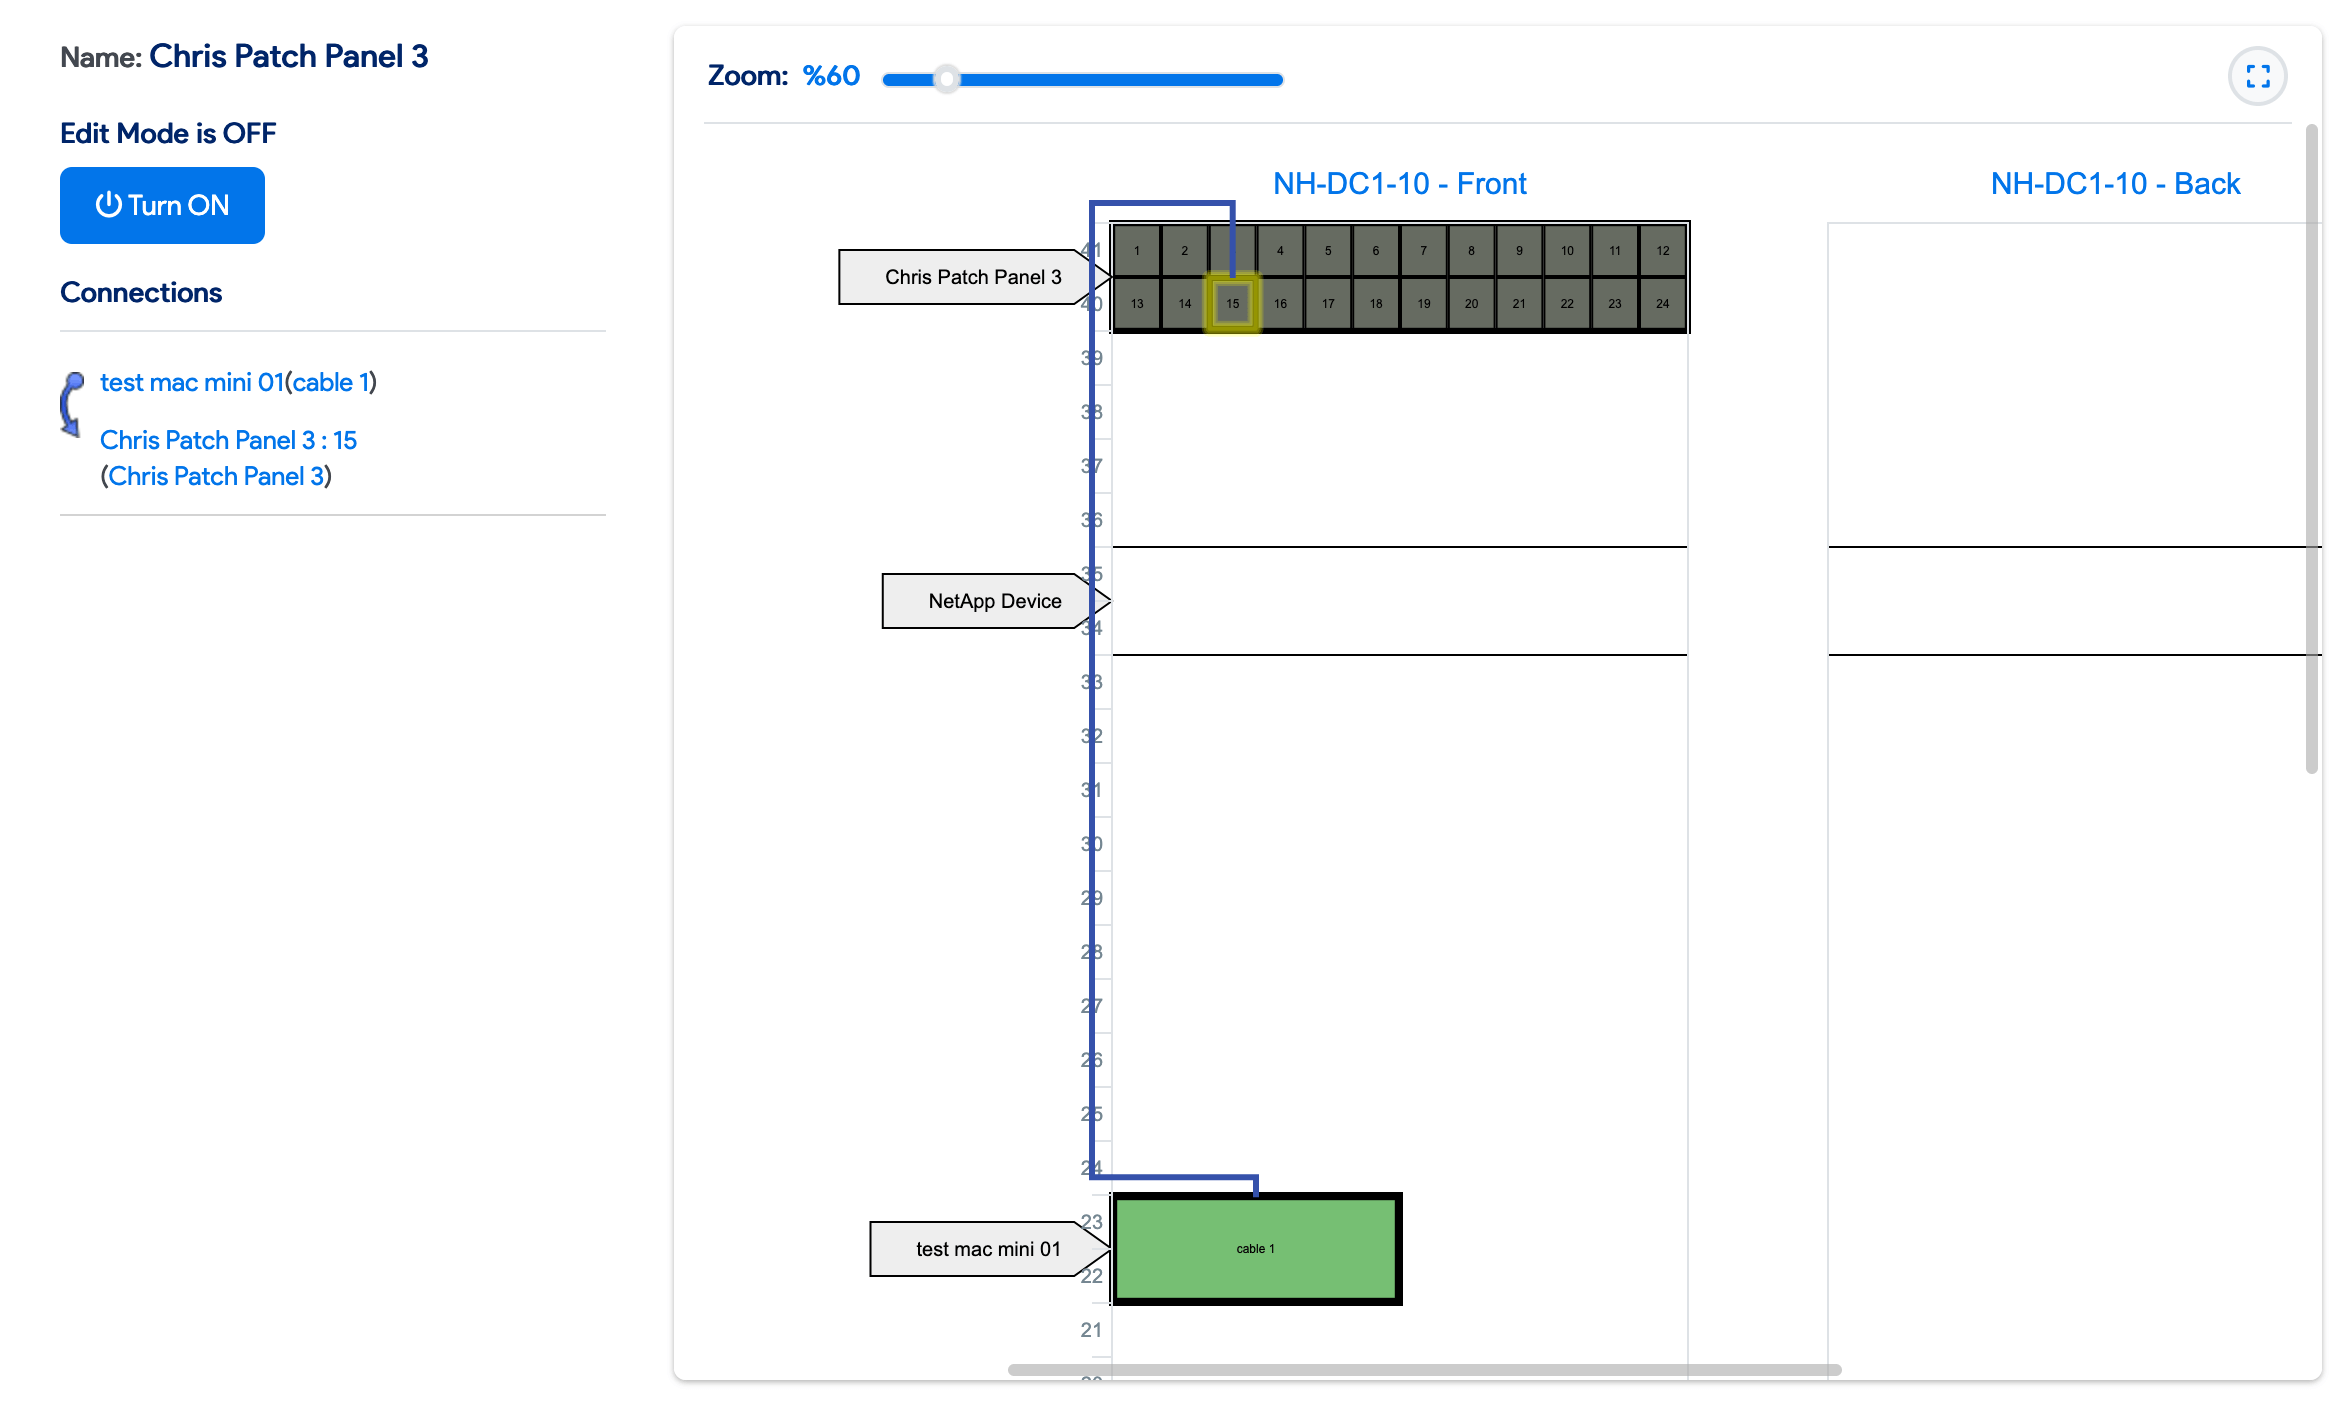 Name: Chris Patch Panel 3
Edit Mode is OFF
Turn ON
Connections
test mac mini 01(cable 1)
Chris Patch Panel 3 : 15
(Chris Patch Panel 3)
Zoom: %60
NH-DC1-10 - Front
NH-DC1-10 - Back
41
1 2 4 5 6 7 8 9 10 11 12
Chris Patch Panel 3
40
13 14 15 16 17 18 19 20 21 22 23 24
39
38
37
36
35
NetApp Device
34
33
32
31
30
29
28
27
26
25
24
23
test mac mini 01
cable 1
22
21